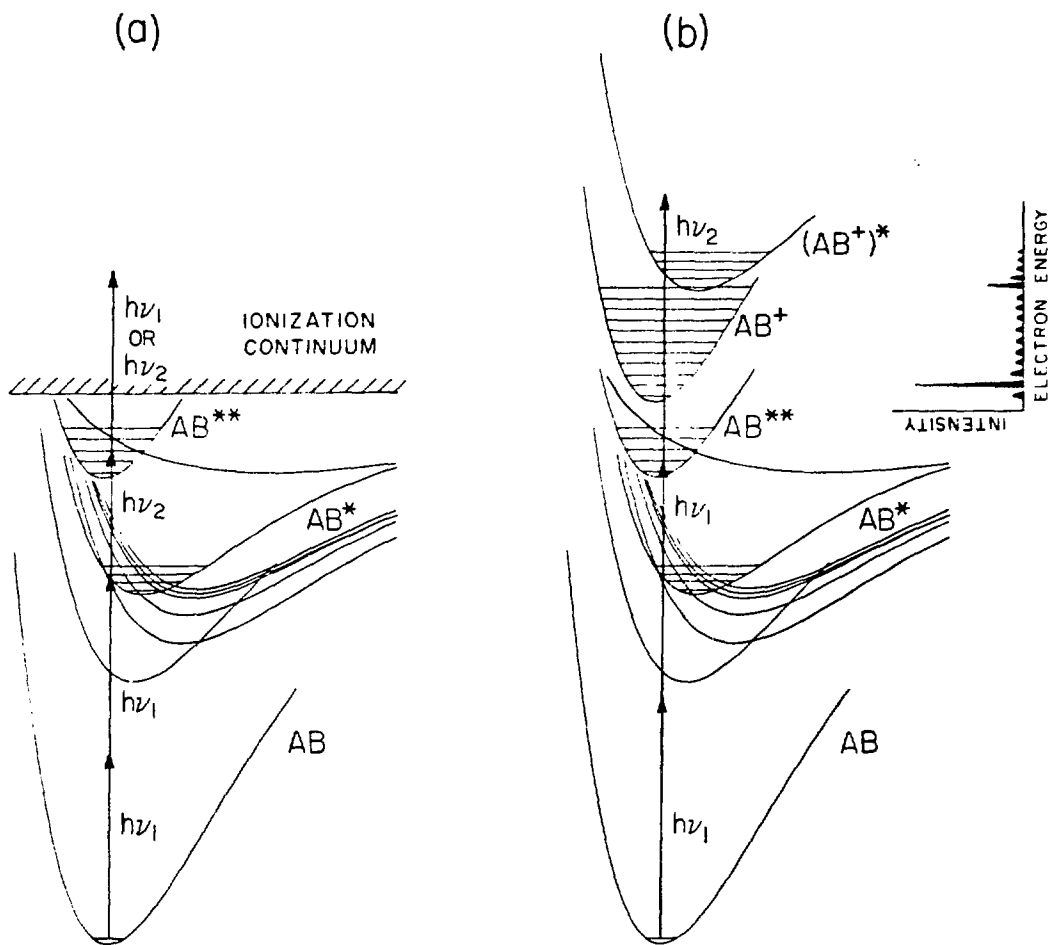 (a)
hν₁
OR
hν₂
IONIZATION
CONTINUUM
AB**
hν₂
AB*
hν₁
AB
hν₁
(b)
hν₂
(AB⁺)*
AB⁺
AB**
hν₁
AB*
AB
hν₁
ELECTRON ENERGY
INTENSITY